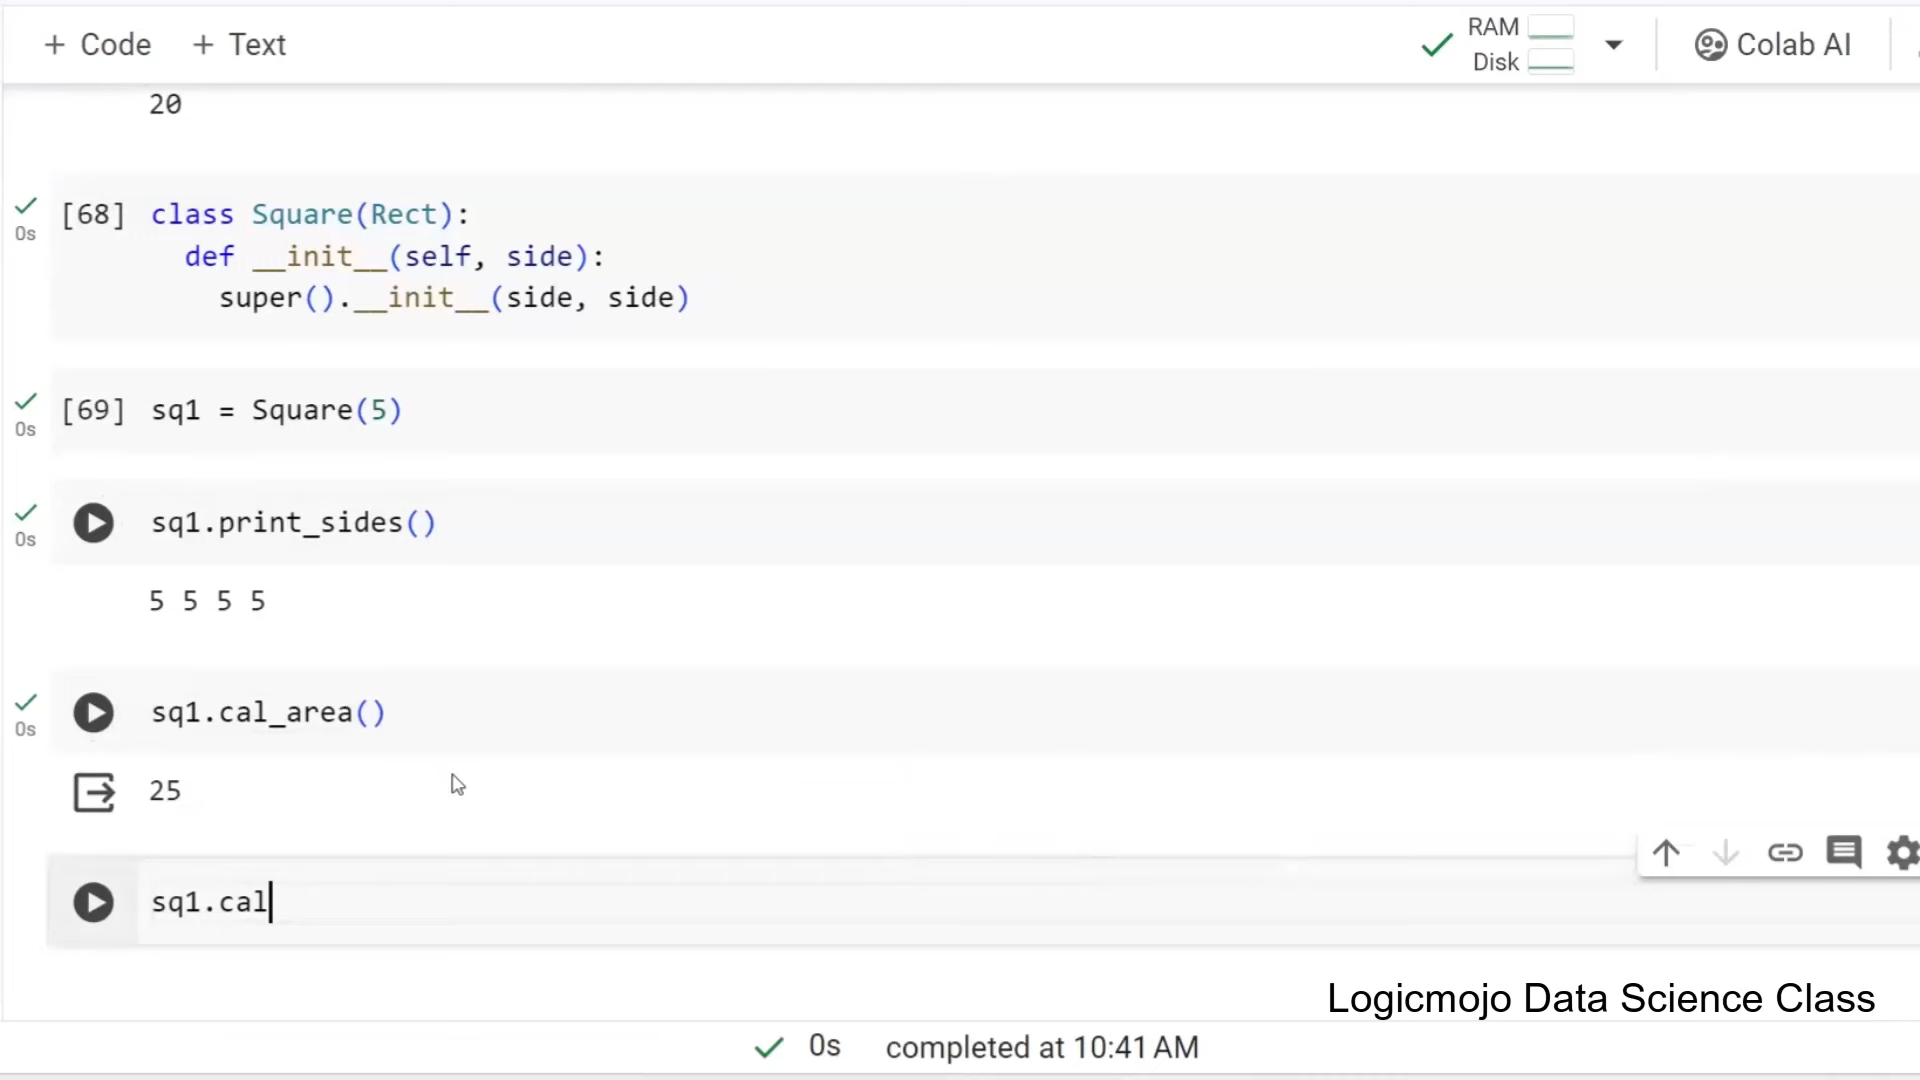 + Code + Text
RAM
Disk
Colab AI
20
0s
[68] class Square(Rect):
def __init__(self, side):
super().__init__(side, side)
0s
[69] sq1 = Square(5)
0s
sq1.print_sides()
5 5 5 5
0s
sq1.cal_area()
25
sq1.cal
Logicmojo Data Science Class
0s completed at 10:41 AM